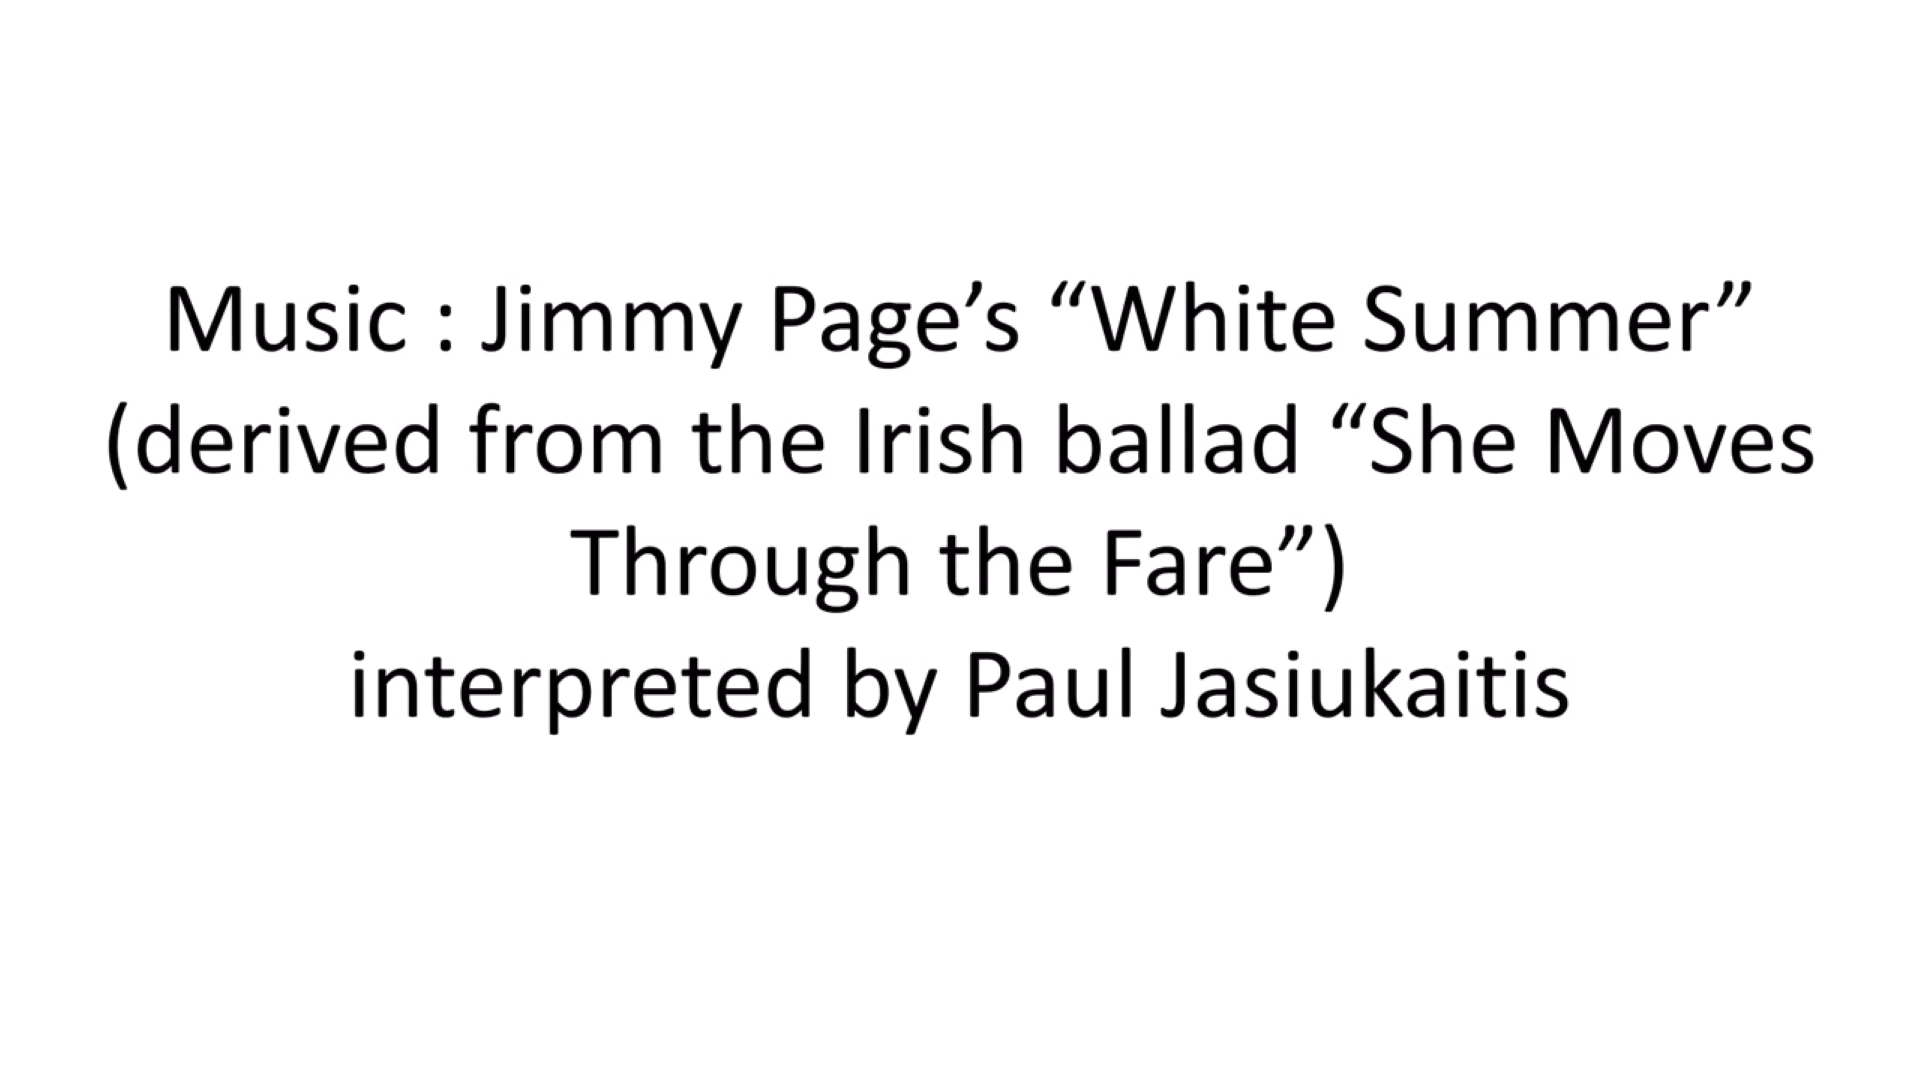 Music : Jimmy Page’s “White Summer”
(derived from the Irish ballad “She Moves
Through the Fare”)
interpreted by Paul Jasiukaitis